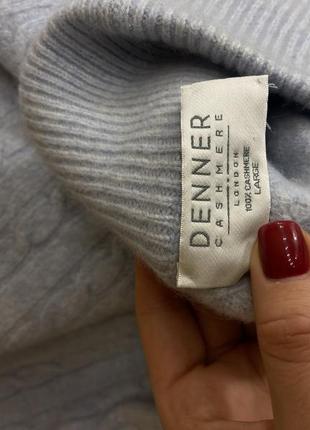 DENNER
CASHMERE
LONDON
100% CASHMERE
LARGE